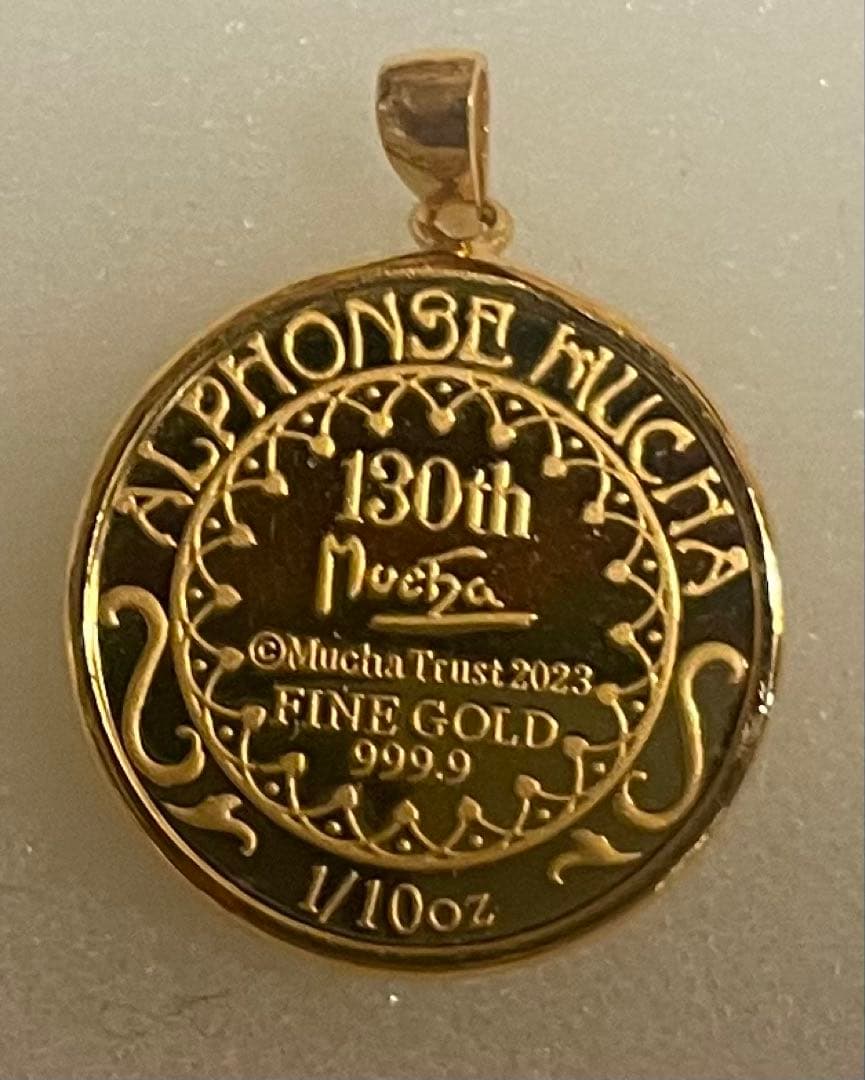 ALPHONSE MUCHA
130th
Mucha
©Mucha Trust 2023
FINE GOLD
999.9
1/10oz